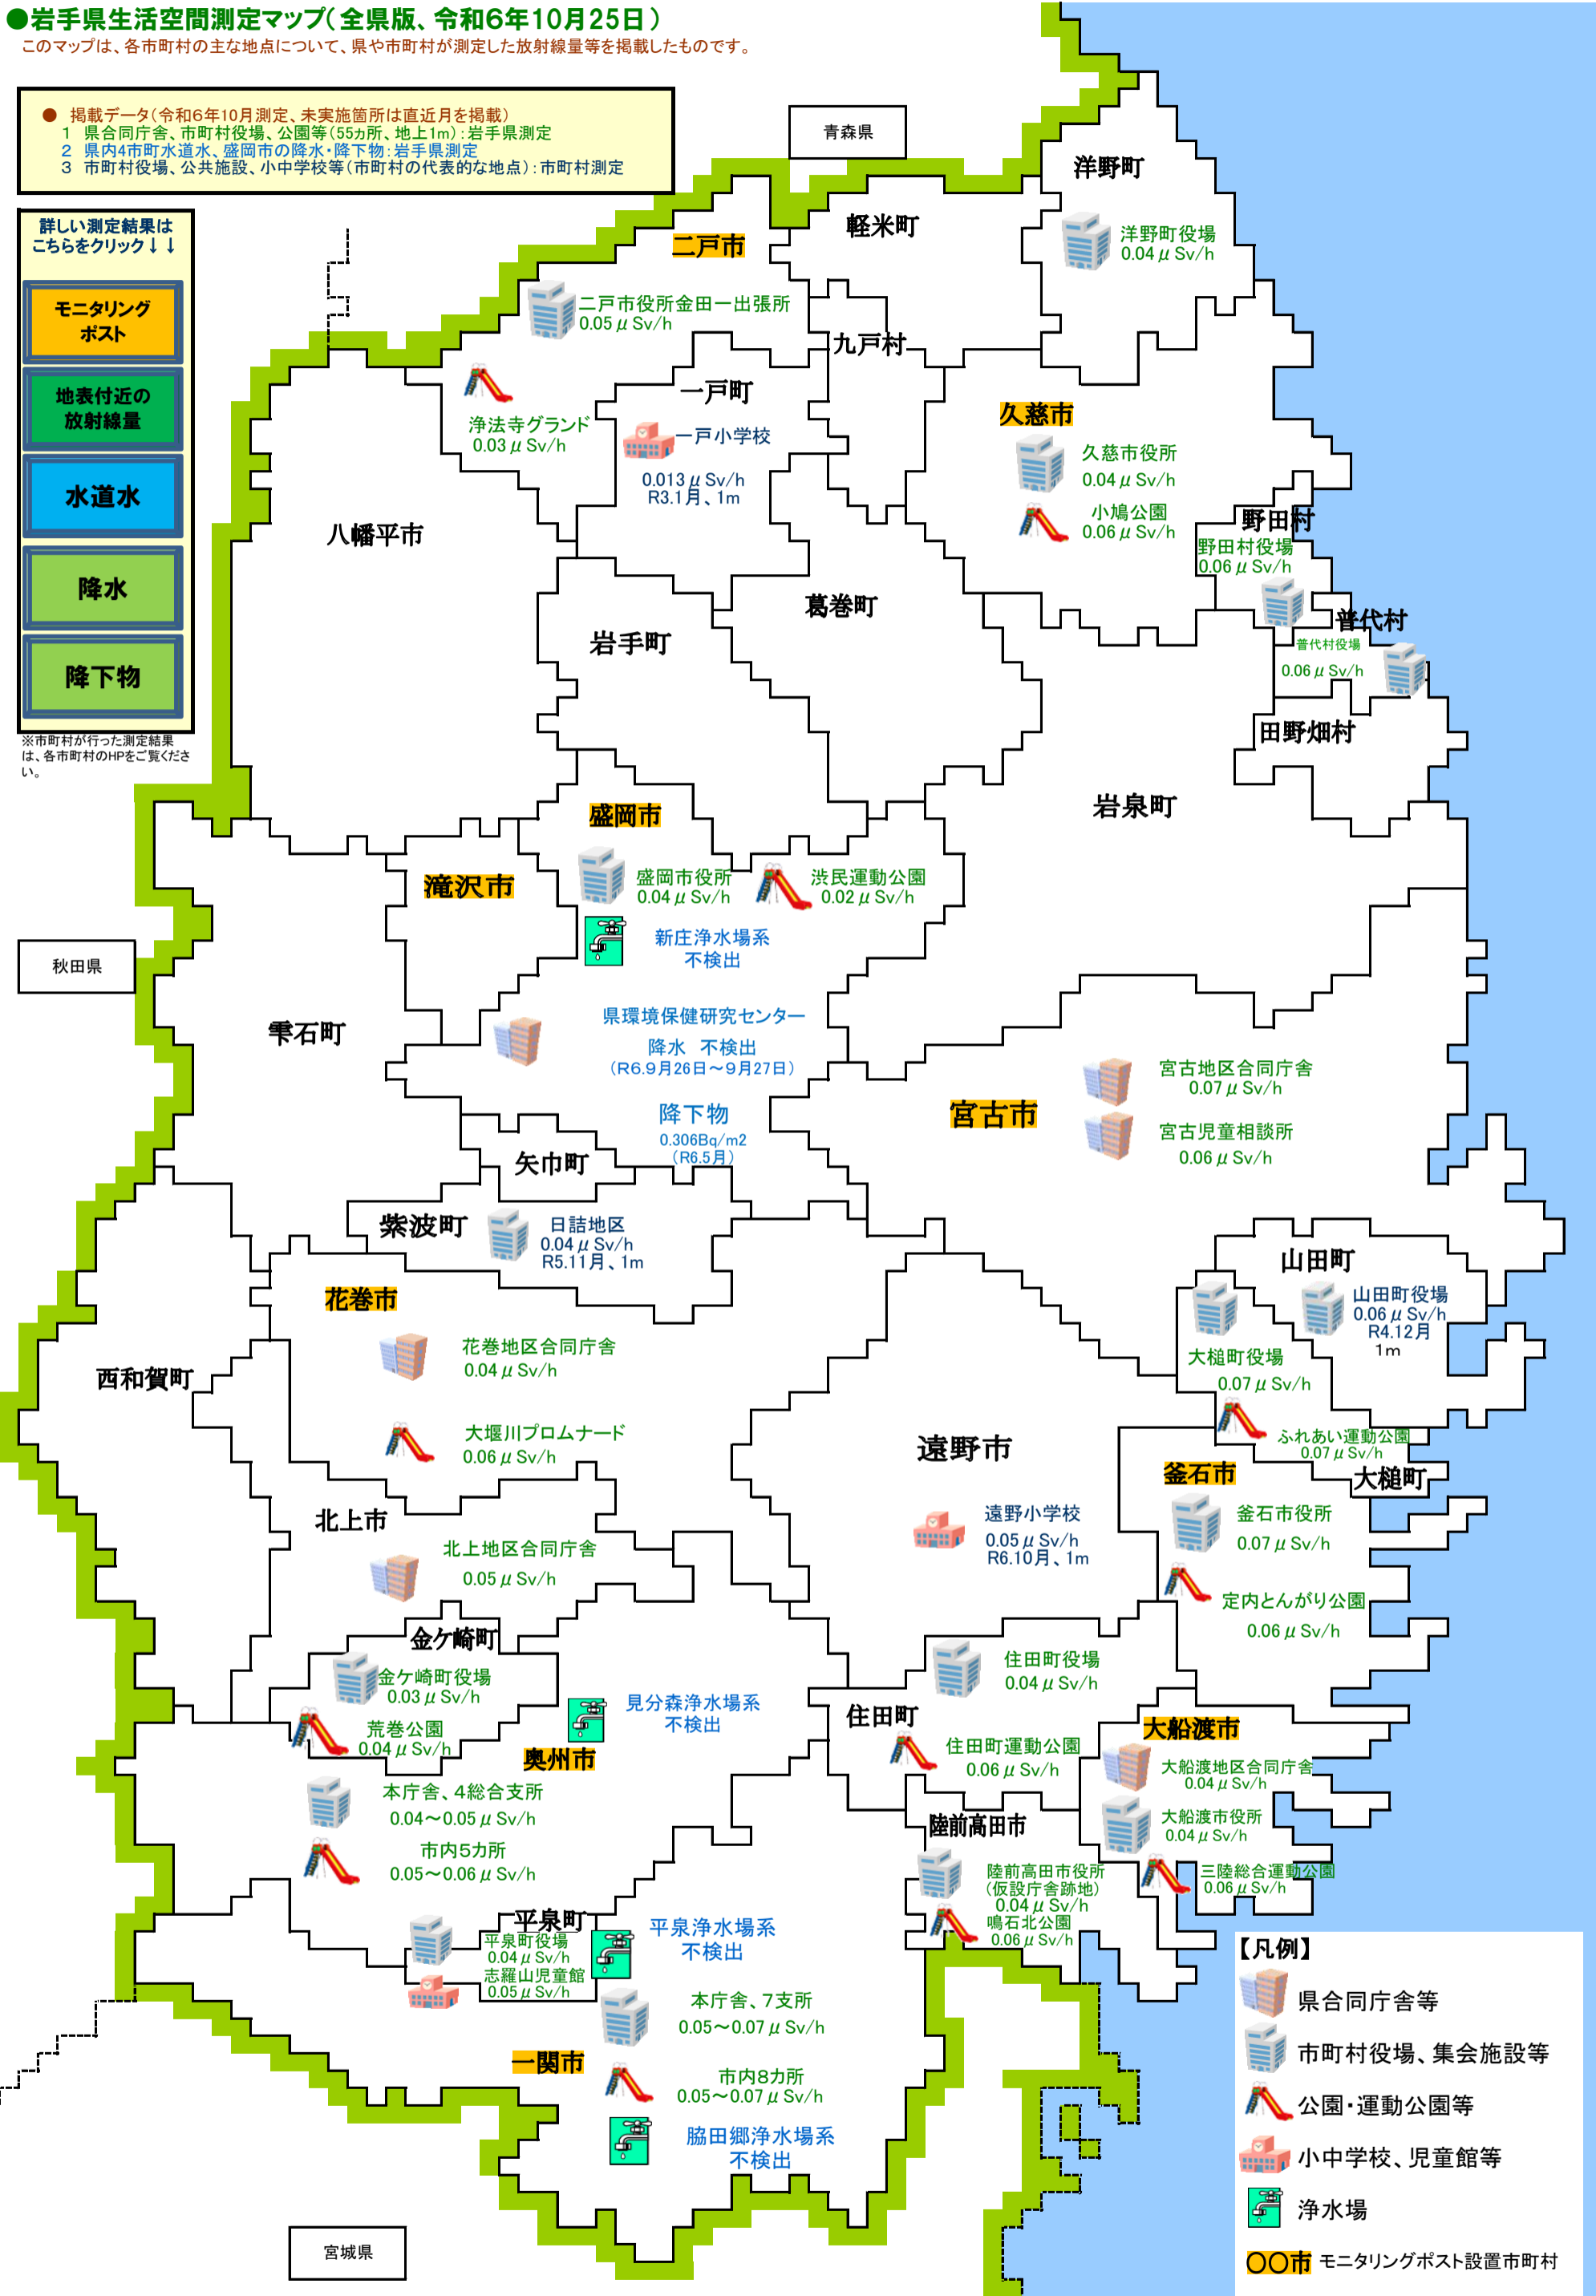 ●岩手県生活空間測定マップ（全県版、令和６年１０月２５日）
このマップは、各市町村の主な地点について、県や市町村が測定した放射線量等を掲載したものです。
● 掲載データ（令和６年１０月測定、未実施箇所は直近月を掲載）
１ 県合同庁舎、市町村役場、公園等（５５ヵ所、地上１ｍ）：岩手県測定
２ 県内４市町水道水、盛岡市の降水・降下物：岩手県測定
３ 市町村役場、公共施設、小中学校等（市町村の代表的な地点）：市町村測定
詳しい測定結果は
こちらをクリック↓↓
モニタリング
ポスト
地表付近の
放射線量
水道水
降水
降下物
※市町村が行った測定結果
は、各市町村のHPをご覧くださ
い。
青森県
洋野町
洋野町役場
0.04μSv/h
軽米町
二戸市
二戸市役所金田一出張所
0.05μSv/h
九戸村
浄法寺グランド
0.03μSv/h
一戸町
一戸小学校
0.013μSv/h
R3.1月、1m
久慈市
久慈市役所
0.04μSv/h
小鳩公園
0.06μSv/h
野田村
野田村役場
0.06μSv/h
八幡平市
葛巻町
岩手町
普代村
普代村役場
0.06μSv/h
田野畑村
岩泉町
盛岡市
盛岡市役所
0.04μSv/h
渋民運動公園
0.02μSv/h
新庄浄水場系
不検出
滝沢市
秋田県
雫石町
県環境保健研究センター
降水 不検出
（R6.9月26日～9月27日）
降下物
0.306Bq/m2
（R6.5月）
宮古市
宮古地区合同庁舎
0.07μSv/h
宮古児童相談所
0.06μSv/h
矢巾町
紫波町
日詰地区
0.04μSv/h
R5.11月、1m
山田町
山田町役場
0.06μSv/h
R4.12月
1m
花巻市
花巻地区合同庁舎
0.04μSv/h
大堰川プロムナード
0.06μSv/h
西和賀町
大槌町役場
0.07μSv/h
ふれあい運動公園
0.07μSv/h
大槌町
遠野市
遠野小学校
0.05μSv/h
R6.10月、1m
釜石市
釜石市役所
0.07μSv/h
定内とんがり公園
0.06μSv/h
北上市
北上地区合同庁舎
0.05μSv/h
金ケ崎町
金ケ崎町役場
0.03μSv/h
荒巻公園
0.04μSv/h
見分森浄水場系
不検出
奥州市
本庁舎、４総合支所
0.04～0.05μSv/h
市内５カ所
0.05～0.06μSv/h
住田町
住田町役場
0.04μSv/h
住田町運動公園
0.06μSv/h
大船渡市
大船渡地区合同庁舎
0.04μSv/h
大船渡市役所
0.04μSv/h
三陸総合運動公園
0.06μSv/h
陸前高田市
陸前高田市役所
（仮設庁舎跡地）
0.04μSv/h
鳴石北公園
0.06μSv/h
平泉町
平泉町役場
0.04μSv/h
志羅山児童館
0.05μSv/h
平泉浄水場系
不検出
一関市
本庁舎、７支所
0.05～0.07μSv/h
市内８カ所
0.05～0.07μSv/h
脇田郷浄水場系
不検出
宮城県
【凡例】
県合同庁舎等
市町村役場、集会施設等
公園・運動公園等
小中学校、児童館等
浄水場
〇〇市 モニタリングポスト設置市町村